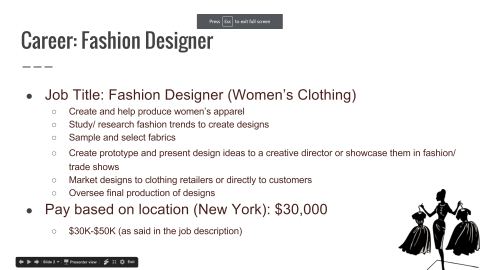 Press Esc to exit full screen
Career: Fashion Designer
● Job Title: Fashion Designer (Women's Clothing)
○ Create and help produce women's apparel
○ Study/ research fashion trends to create designs
○ Sample and select fabrics
○ Create prototype and present design ideas to a creative director or showcase them in fashion/
trade shows
○ Market designs to clothing retailers or directly to customers
○ Oversee final production of designs
● Pay based on location (New York): $30,000
○ $30K-$50K (as said in the job description)
Slide 2 Presenter view Exit